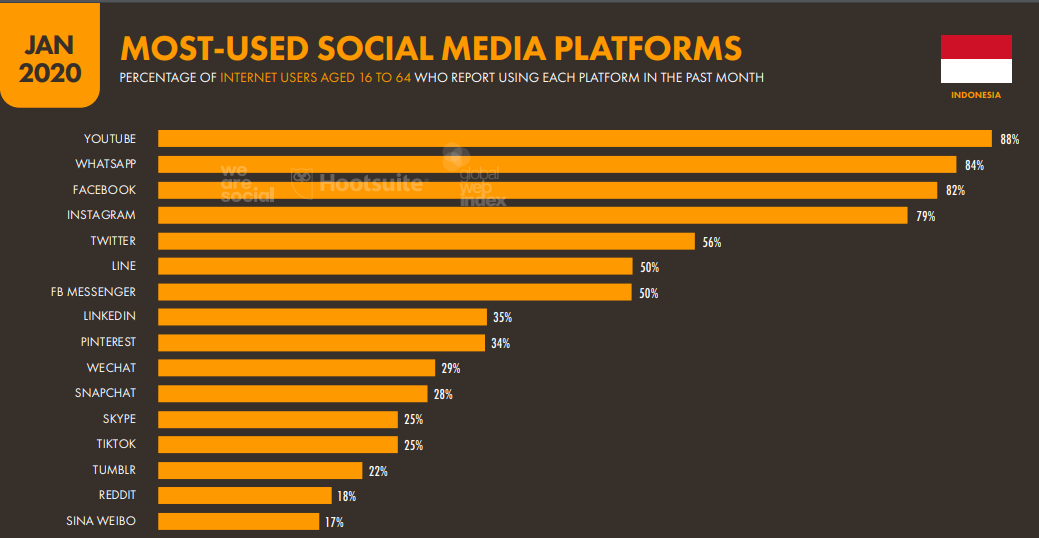 JAN
2020
MOST-USED SOCIAL MEDIA PLATFORMS
PERCENTAGE OF INTERNET USERS AGED 16 TO 64 WHO REPORT USING EACH PLATFORM IN THE PAST MONTH
INDONESIA
YOUTUBE 88%
WHATSAPP 84%
FACEBOOK 82%
INSTAGRAM 79%
TWITTER 56%
LINE 50%
FB MESSENGER 50%
LINKEDIN 35%
PINTEREST 34%
WECHAT 29%
SNAPCHAT 28%
SKYPE 25%
TIKTOK 25%
TUMBLR 22%
REDDIT 18%
SINA WEIBO 17%
we
are
social
Hootsuite
global
web
index